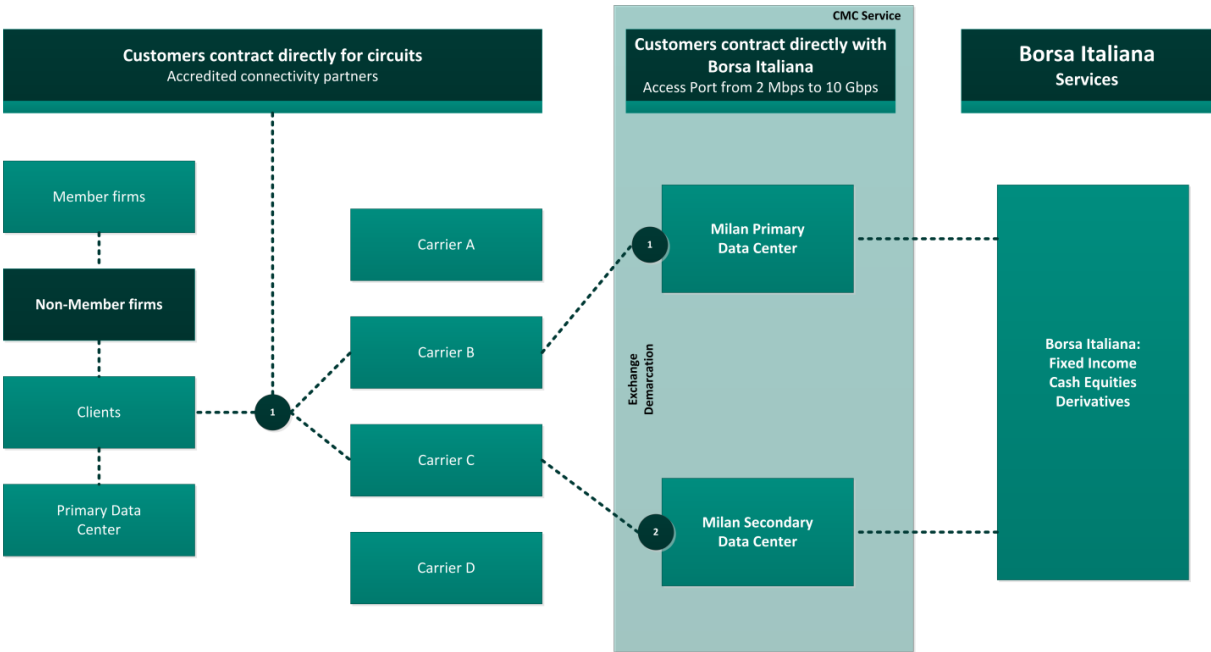 CMC Service
Customers contract directly for circuits
Accredited connectivity partners
Customers contract directly with
Borsa Italiana
Access Port from 2 Mbps to 10 Gbps
Borsa Italiana
Services
Member firms
Non-Member firms
Clients
Primary Data
Center
1
Carrier A
Carrier B
Carrier C
Carrier D
1
Milan Primary
Data Center
Exchange
Demarcation
2
Milan Secondary
Data Center
Borsa Italiana:
Fixed Income
Cash Equities
Derivatives